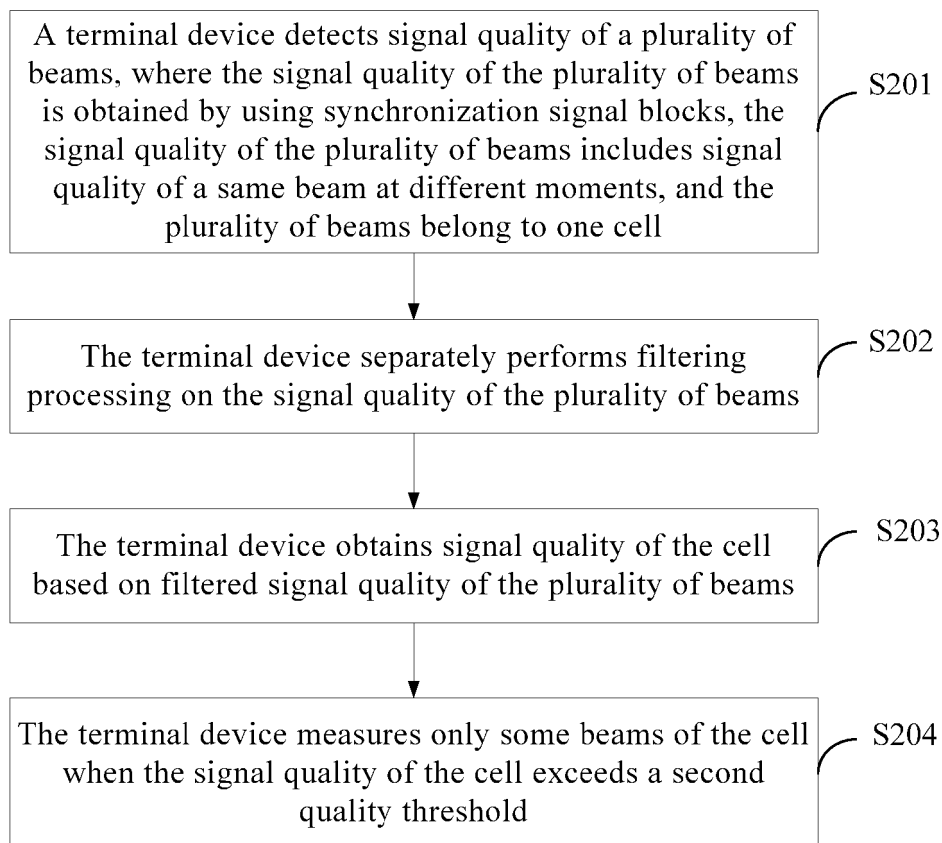 A terminal device detects signal quality of a plurality of
beams, where the signal quality of the plurality of beams
is obtained by using synchronization signal blocks, the
signal quality of the plurality of beams includes signal
quality of a same beam at different moments, and the
plurality of beams belong to one cell
S201
The terminal device separately performs filtering
processing on the signal quality of the plurality of beams
S202
The terminal device obtains signal quality of the cell
based on filtered signal quality of the plurality of beams
S203
The terminal device measures only some beams of the cell
when the signal quality of the cell exceeds a second
quality threshold
S204